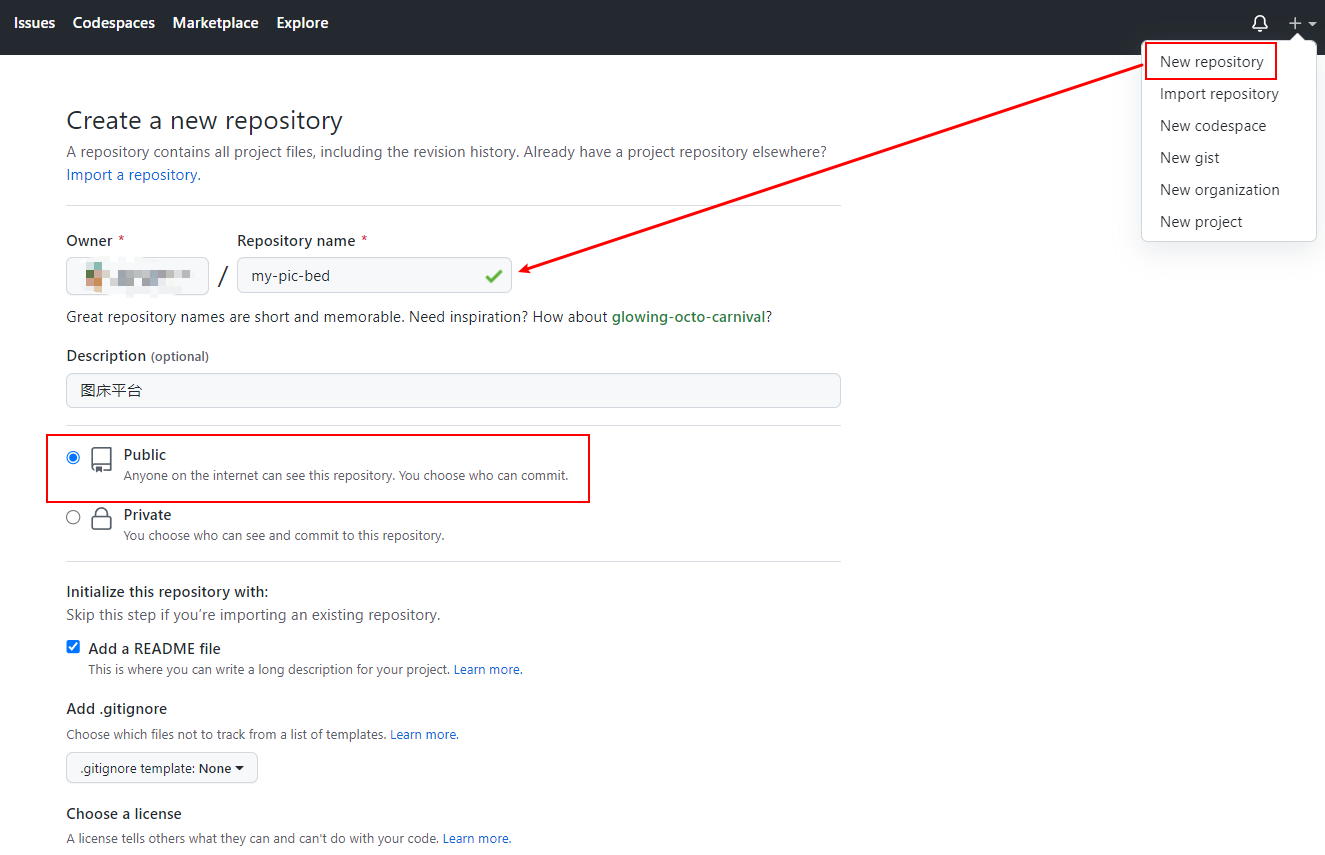 Issues Codespaces Marketplace Explore
New repository
Import repository
New codespace
New gist
New organization
New project
Create a new repository
A repository contains all project files, including the revision history. Already have a project repository elsewhere?
Import a repository.
Owner * Repository name *
/ my-pic-bed
Great repository names are short and memorable. Need inspiration? How about glowing-octo-carnival?
Description (optional)
图床平台
Public
Anyone on the internet can see this repository. You choose who can commit.
Private
You choose who can see and commit to this repository.
Initialize this repository with:
Skip this step if you’re importing an existing repository.
Add a README file
This is where you can write a long description for your project. Learn more.
Add .gitignore
Choose which files not to track from a list of templates. Learn more.
.gitignore template: None
Choose a license
A license tells others what they can and can't do with your code. Learn more.